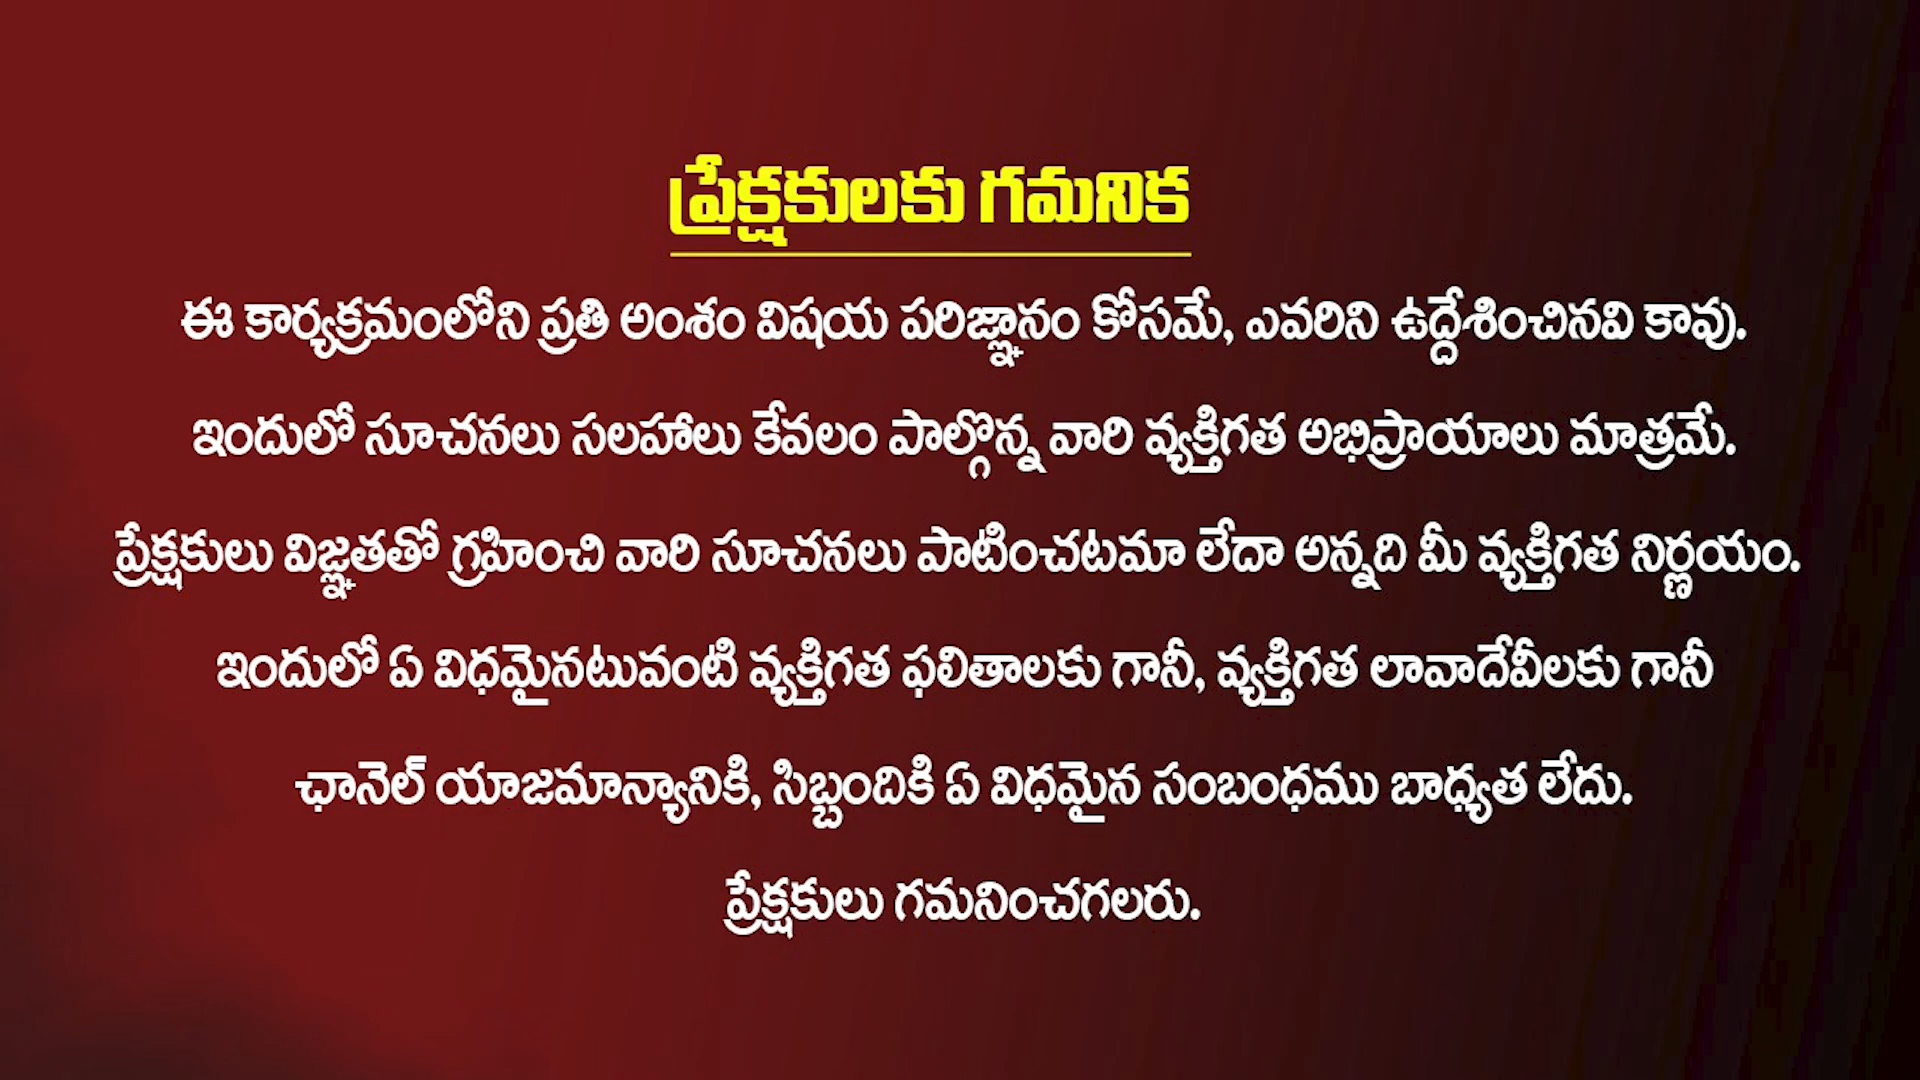 ప్రేక్షకులకు గమనిక
ఈ కార్యక్రమంలోని ప్రతి అంశం విషయ పరిజ్ఞానం కోసమే, ఎవరిని ఉద్దేశించినవి కావు.
ఇందులో సూచనలు సలహాలు కేవలం పాల్గొన్న వారి వ్యక్తిగత అభిప్రాయాలు మాత్రమే.
ప్రేక్షకులు విజ్ఞతతో గ్రహించి వారి సూచనలు పాటించటమా లేదా అన్నది మీ వ్యక్తిగత నిర్ణయం.
ఇందులో ఏ విధమైనటువంటి వ్యక్తిగత ఫలితాలకు గానీ, వ్యక్తిగత లావాదేవీలకు గానీ
ఛానెల్ యాజమాన్యానికి, సిబ్బందికి ఏ విధమైన సంబంధము బాధ్యత లేదు.
ప్రేక్షకులు గమనించగలరు.